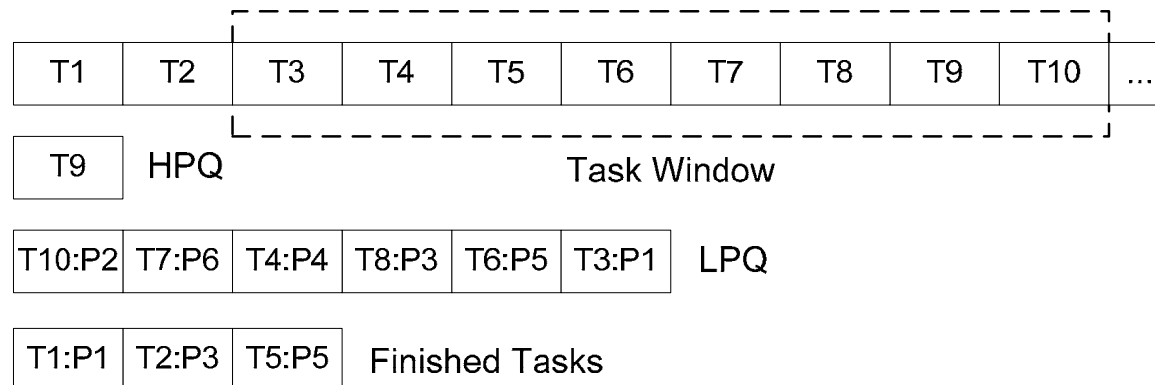 T1 T2 T3 T4 T5 T6 T7 T8 T9 T10 ...
T9 HPQ Task Window
T10:P2 T7:P6 T4:P4 T8:P3 T6:P5 T3:P1 LPQ
T1:P1 T2:P3 T5:P5 Finished Tasks